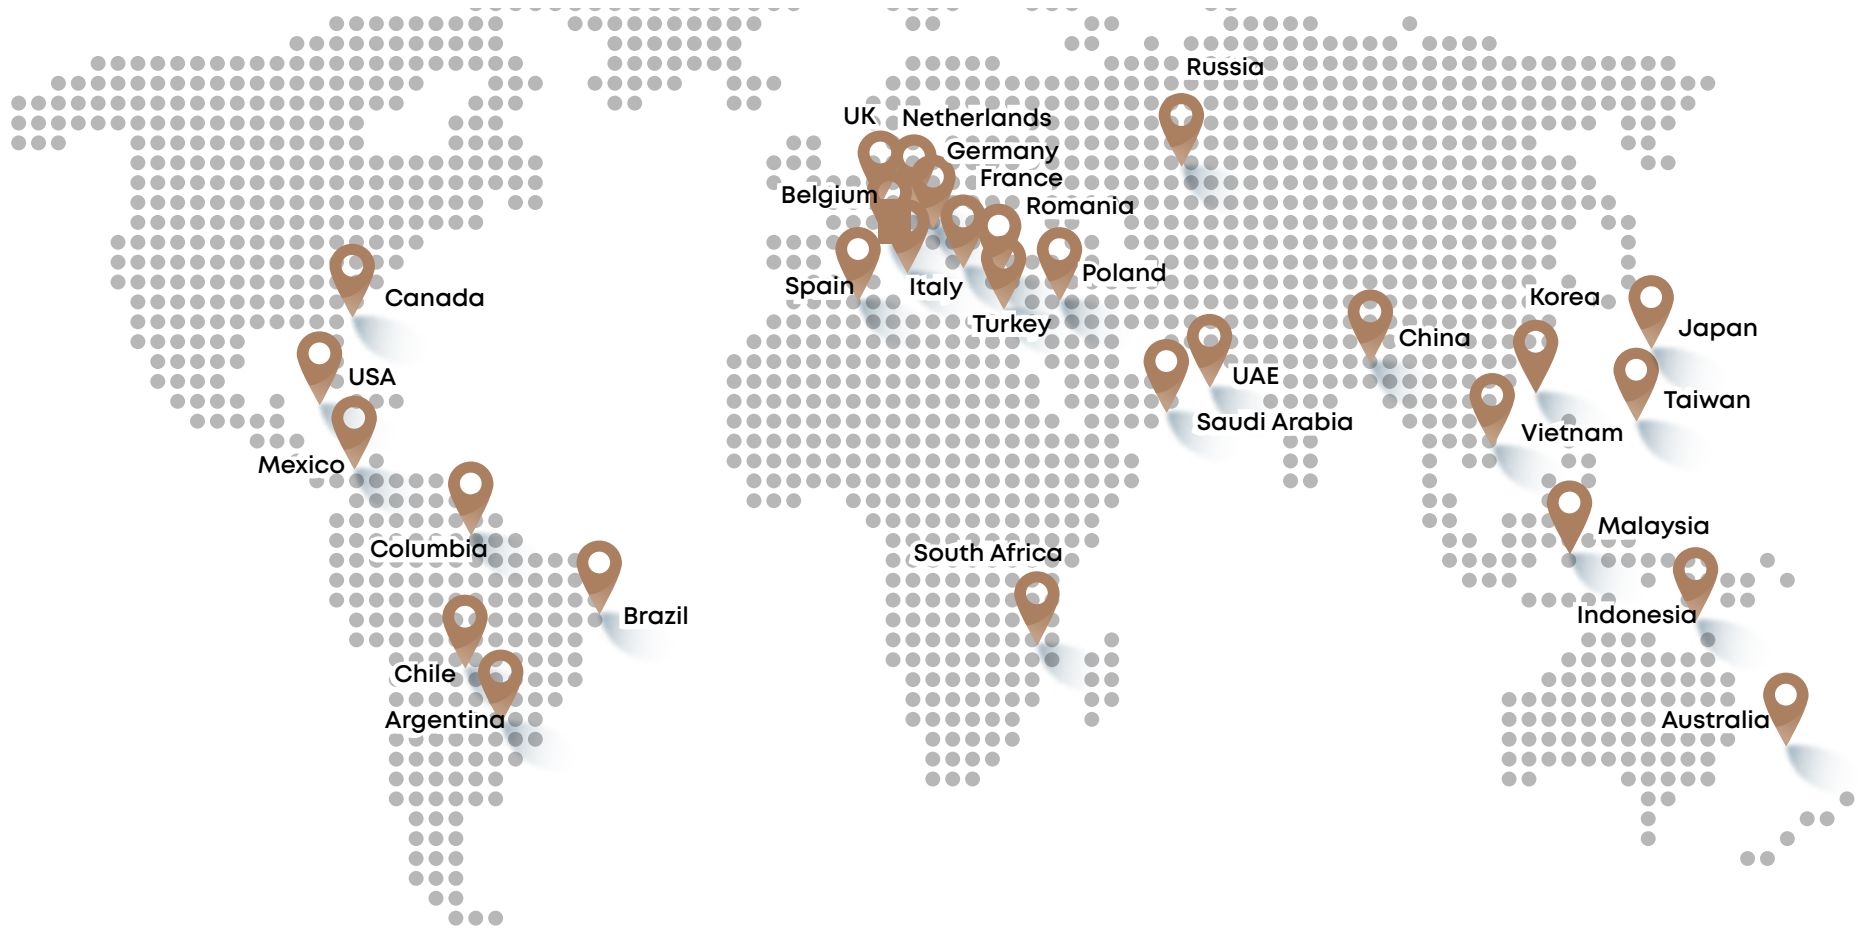 Russia
UK
Netherlands
Germany
France
Belgium
Romania
Poland
Spain
Italy
Turkey
Canada
USA
Mexico
Columbia
Brazil
Chile
Argentina
South Africa
UAE
Saudi Arabia
China
Korea
Japan
Taiwan
Vietnam
Malaysia
Indonesia
Australia